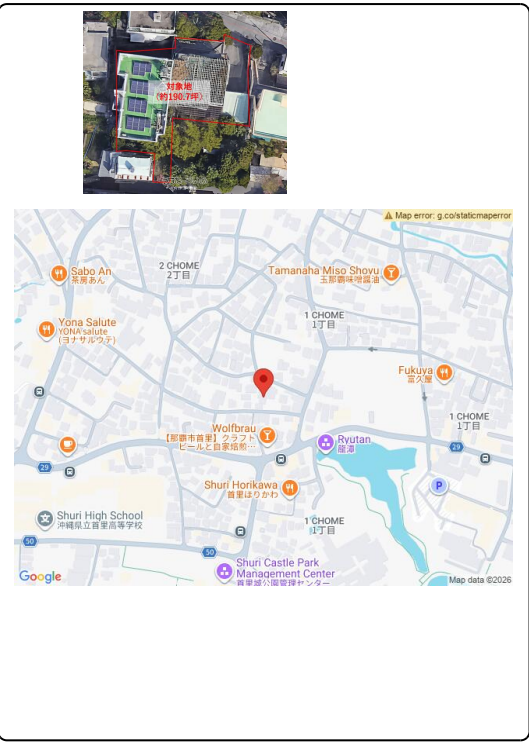 対象地
(約190.7坪)
Map error: g.co/staticmaperror
Sabo An
茶房あん
2 CHOME
2丁目
Tamanaha Miso Shoyu
玉那覇味噌醤油
1 CHOME
1丁目
Yona Salute
YONA salute
(ヨナサルウテ)
Fukuya
富久屋
1 CHOME
1丁目
Wolfbrau
【那覇市首里】クラフト
ビールと自家焙煎…
Ryutan
龍潭
29
29
Shuri Horikawa
首里ほりかわ
P
Shuri High School
沖縄県立首里高等学校
1 CHOME
1丁目
50
50
Shuri Castle Park
Management Center
首里城公園管理センター
Google
Map data ©2026